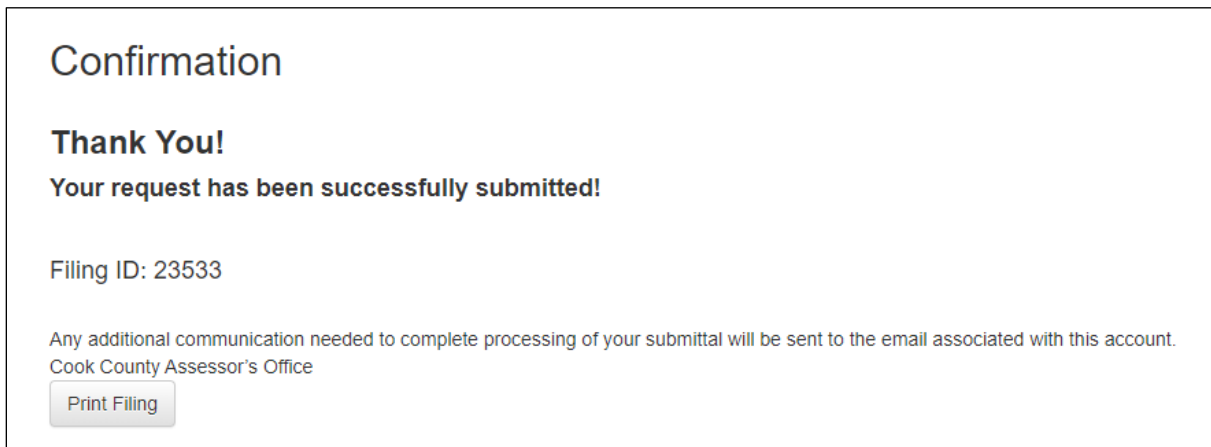 Confirmation
Thank You!
Your request has been successfully submitted!
Filing ID: 23533
Any additional communication needed to complete processing of your submittal will be sent to the email associated with this account.
Cook County Assessor’s Office
Print Filing